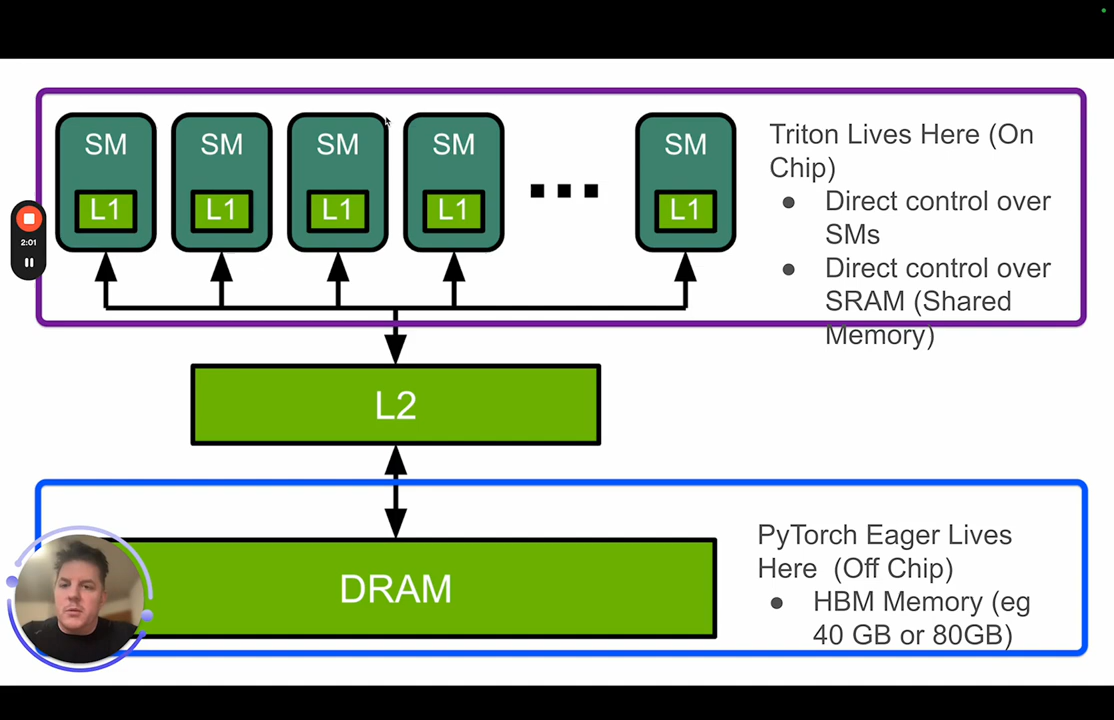 SM
SM
SM
SM
SM
L1
L1
L1
L1
L1
Triton Lives Here (On
Chip)
● Direct control over
SMs
● Direct control over
SRAM (Shared
Memory)
2:01
L2
DRAM
PyTorch Eager Lives
Here (Off Chip)
● HBM Memory (eg
40 GB or 80GB)